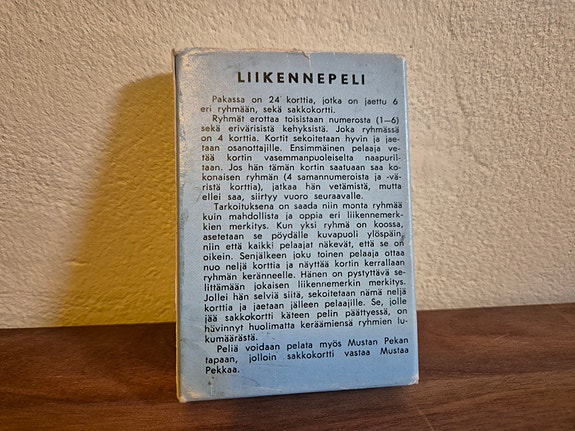 LIIKENNEPELI
Pakassa on 24 korttia, jotka on jaettu 6
eri ryhmään, sekä sakkokortti.
Ryhmät erottaa toisistaan numerosta (1—6)
sekä erivärisistä kehyksistä. Joka ryhmässä
on 4 korttia. Kortit sekoitetaan hyvin ja jae-
taan osanottajille. Ensimmäinen pelaaja ve-
tää kortin vasemmanpuoleiselta naapuril-
taan. Jos hän tämän kortin saatuaan saa ko-
konaisen ryhmän (4 samannumeroista ja -vä-
ristä korttia), jatkaa hän vetämistä, mutta
ellei saa, siirtyy vuoro seuraavalle.
Tarkoituksena on saada niin monta ryhmää
kuin mahdollista ja oppia eri liikennemerk-
kien merkitys. Kun yksi ryhmä on koossa,
asetetaan se pöydälle kuvapuoli ylöspäin,
niin että kaikki pelaajat näkevät, että se on
oikein. Senjälkeen joku toinen pelaaja ottaa
nuo neljä korttia ja näyttää kortin kerrallaan
ryhmän keränneelle. Hänen on pystyttävä se-
littämään jokaisen liikennemerkin merkitys.
Jollei hän selviä siitä, sekoitetaan nämä neljä
korttia ja jaetaan jälleen pelaajille. Se, jolle
jää sakkokortti käteen pelin päättyessä, on
hävinnyt huolimatta keräämiensä ryhmien lu-
kumäärästä.
Peliä voidaan pelata myös Mustan Pekan
tapaan, jolloin sakkokortti vastaa Mustaa
Pekkaa.